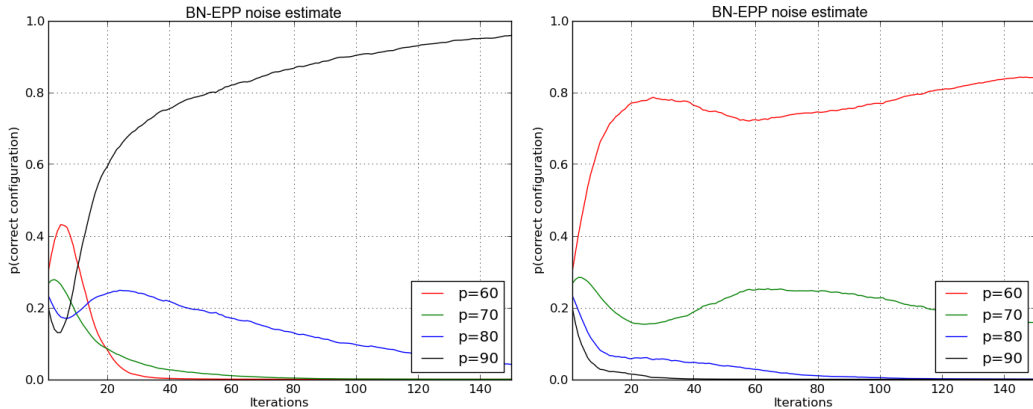 BN-EPP noise estimate
p(correct configuration)
1.0
0.8
0.6
0.4
0.2
0.0
20 40 60 80 100 120 140
Iterations
p=60
p=70
p=80
p=90
BN-EPP noise estimate
p(correct configuration)
1.0
0.8
0.6
0.4
0.2
0.0
20 40 60 80 100 120 140
Iterations
p=60
p=70
p=80
p=90